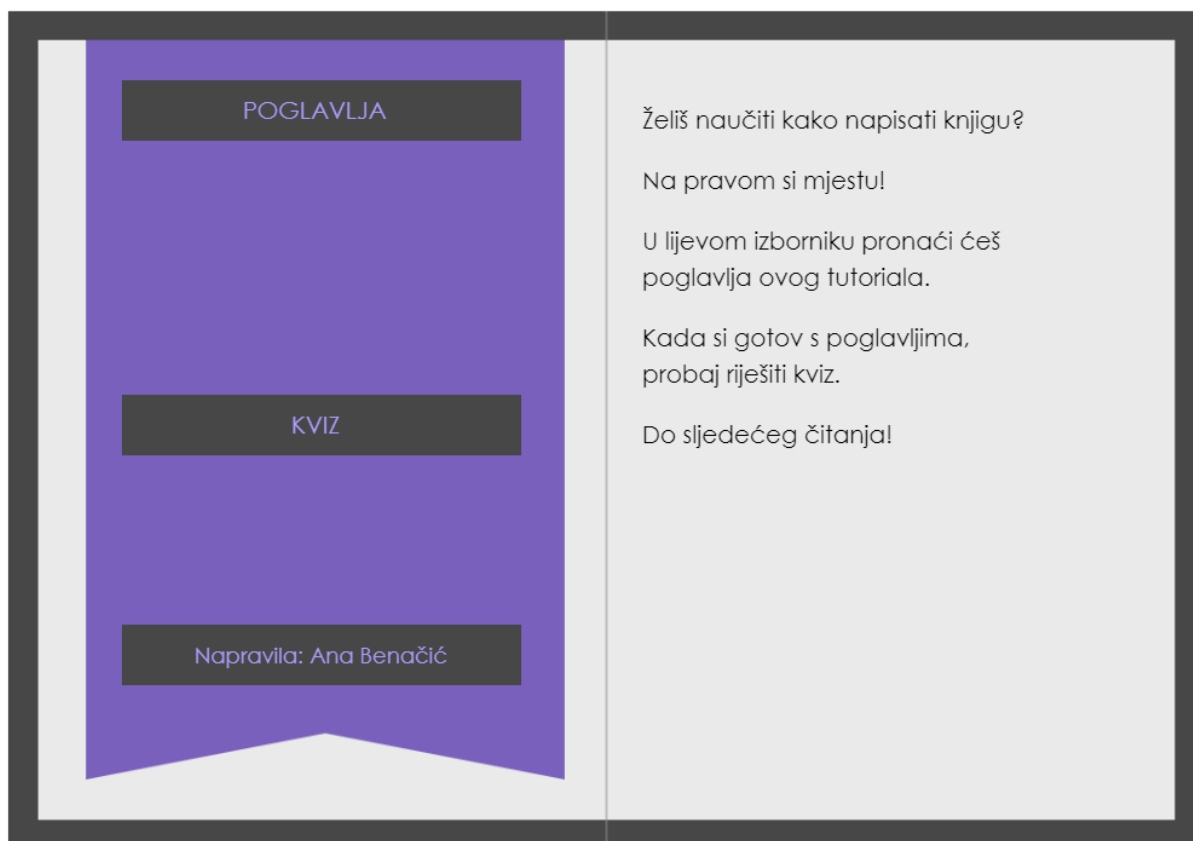 POGLAVLJA
KVIZ
Napravila: Ana Benačić
Želiš naučiti kako napisati knjigu?
Na pravom si mjestu!
U lijevom izborniku pronaći ćeš
poglavlja ovog tutoriala.
Kada si gotov s poglavljima,
probaj riješiti kviz.
Do sljedećeg čitanja!